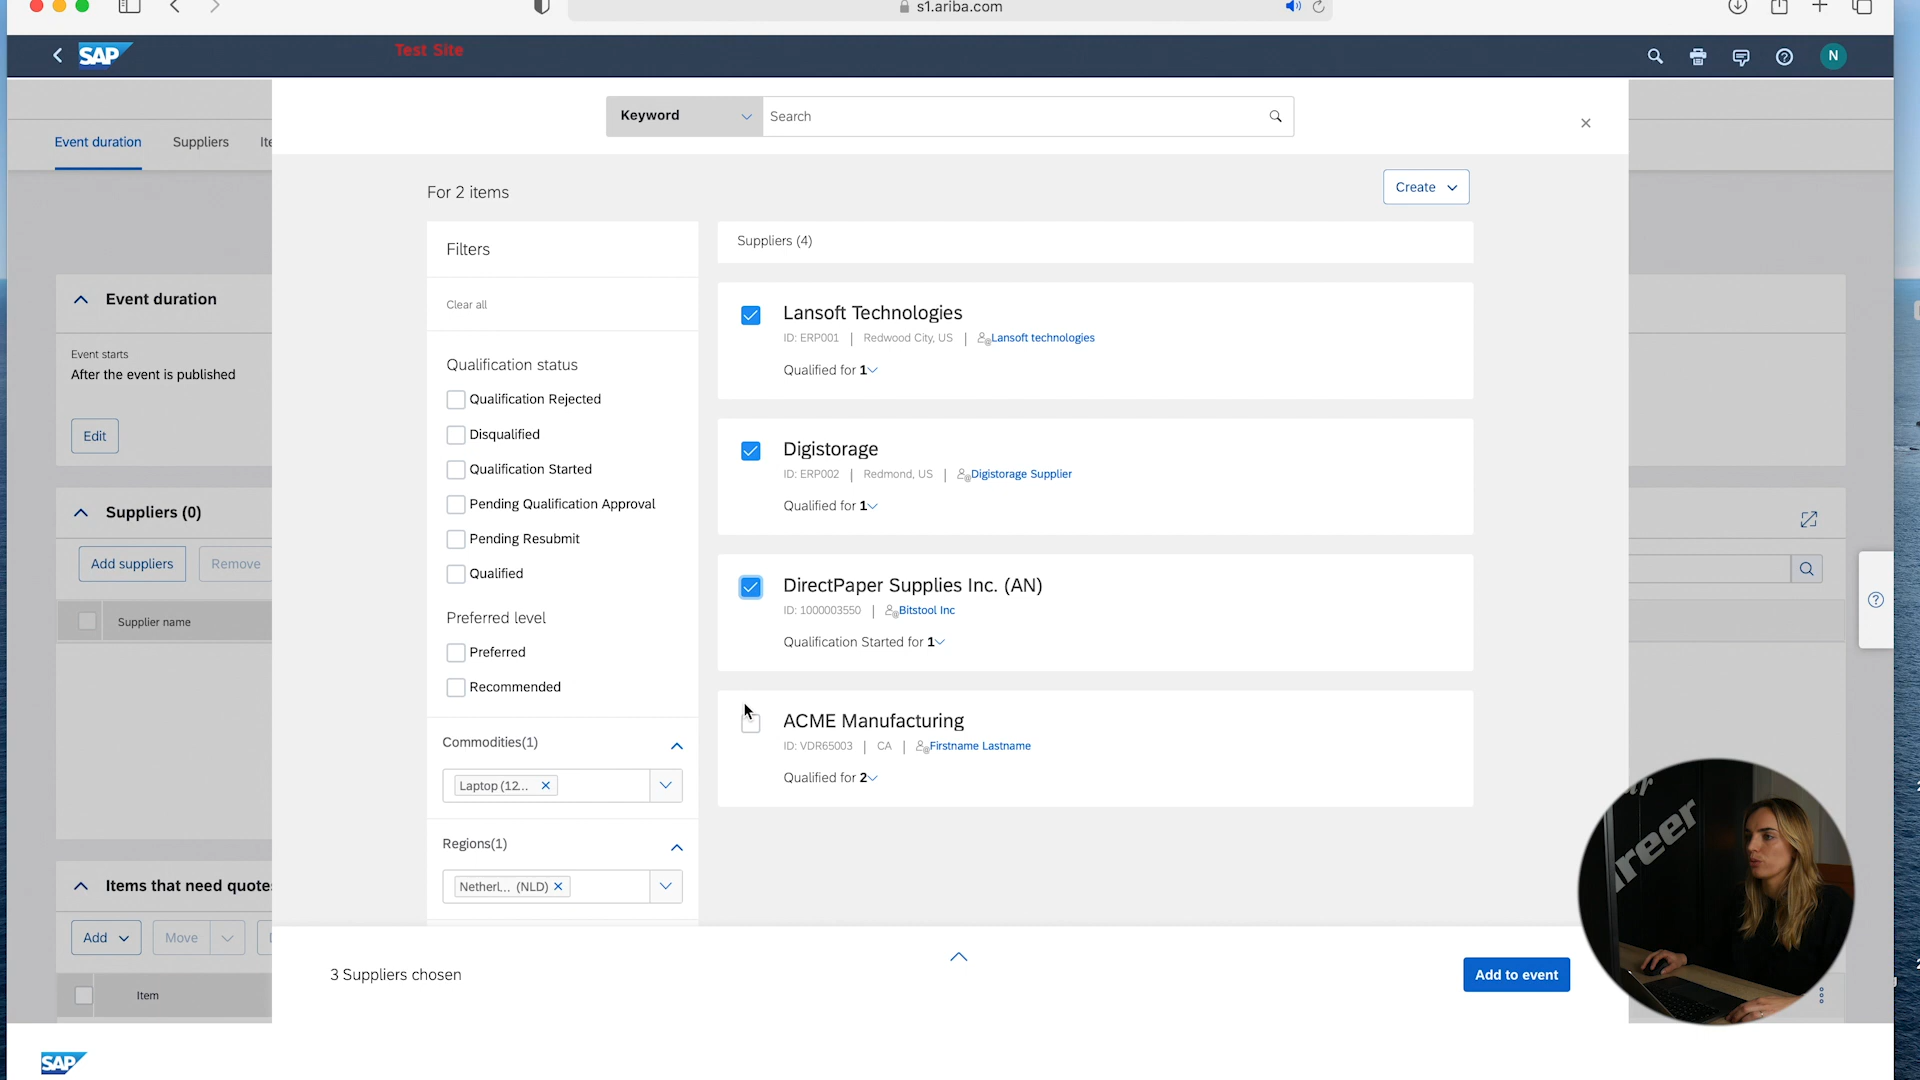 s1.ariba.com
SAP
Test Site
N
Event duration
Suppliers
Ite
Keyword
Search
For 2 items
Create
Filters
Suppliers (4)
Clear all
Event duration
Lansoft Technologies
ID: ERP001 | Redwood City, US | Lansoft technologies
Qualified for 1
Event starts
After the event is published
Edit
Qualification status
Qualification Rejected
Disqualified
Qualification Started
Pending Qualification Approval
Pending Resubmit
Qualified
Digistorage
ID: ERP002 | Redmond, US | Digistorage Supplier
Qualified for 1
Suppliers (0)
Add suppliers
Remove
Supplier name
DirectPaper Supplies Inc. (AN)
ID: 1000003550 | Bitstool Inc
Qualification Started for 1
Preferred level
Preferred
Recommended
ACME Manufacturing
ID: VDR65003 | CA | Firstname Lastname
Qualified for 2
Commodities(1)
Laptop (12...
Regions(1)
Netherl... (NLD)
Items that need quote
Add
Move
Item
3 Suppliers chosen
Add to event
reer
SAP